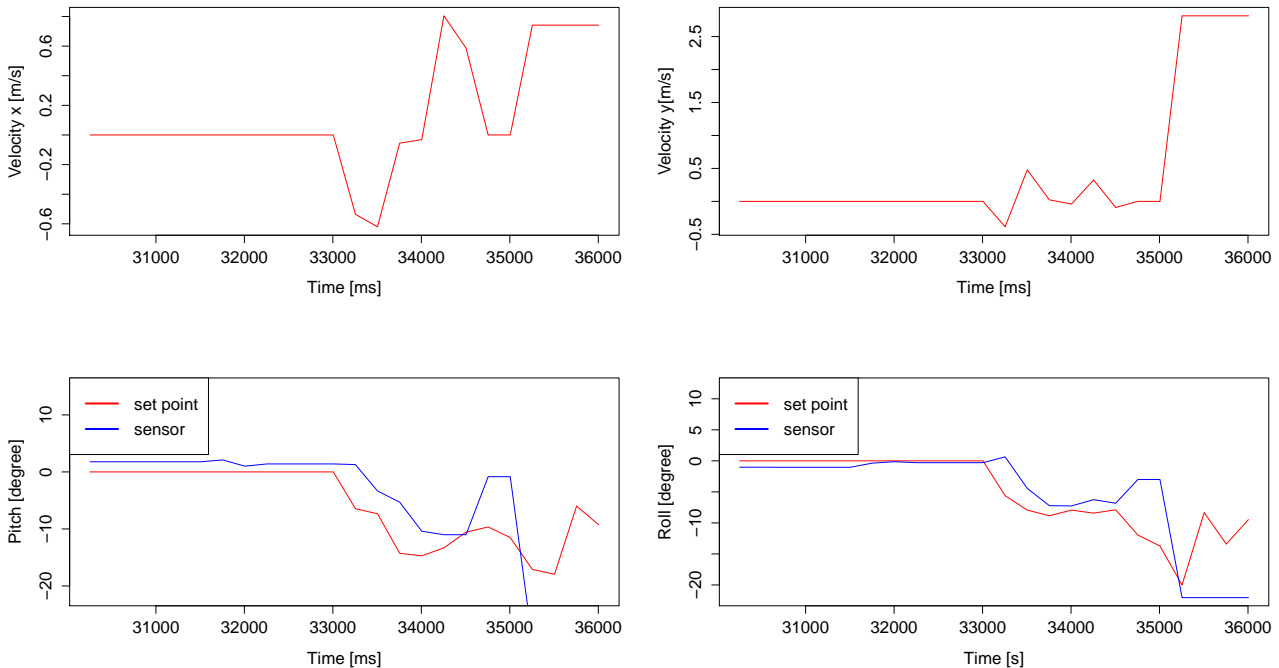 Velocity x [m/s]
−0.6 −0.2 0.2 0.6
31000 32000 33000 34000 35000 36000
Time [ms]
Velocity y[m/s]
−0.5 0.5 1.5 2.5
31000 32000 33000 34000 35000 36000
Time [ms]
Pitch [degree]
−20 −10 0 10
set point
sensor
31000 32000 33000 34000 35000 36000
Time [ms]
Roll [degree]
−20 −10 0 5 10
set point
sensor
31000 32000 33000 34000 35000 36000
Time [s]